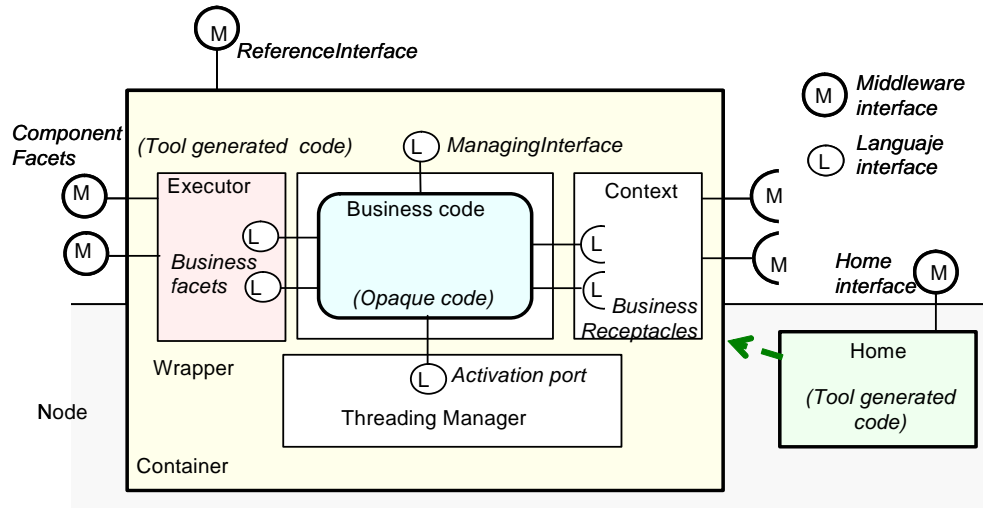 M
ReferenceInterface
M
Middleware
interface
Component
Facets
(Tool generated code)
L
ManagingInterface
L
Languaje
interface
M
Executor
Business code
Context
M
M
L
L
M
Business
facets
L
(Opaque code)
L
Business
Receptacles
M
Home
interface
M
Wrapper
L
Activation port
Home
Node
Threading Manager
(Tool generated
code)
Container